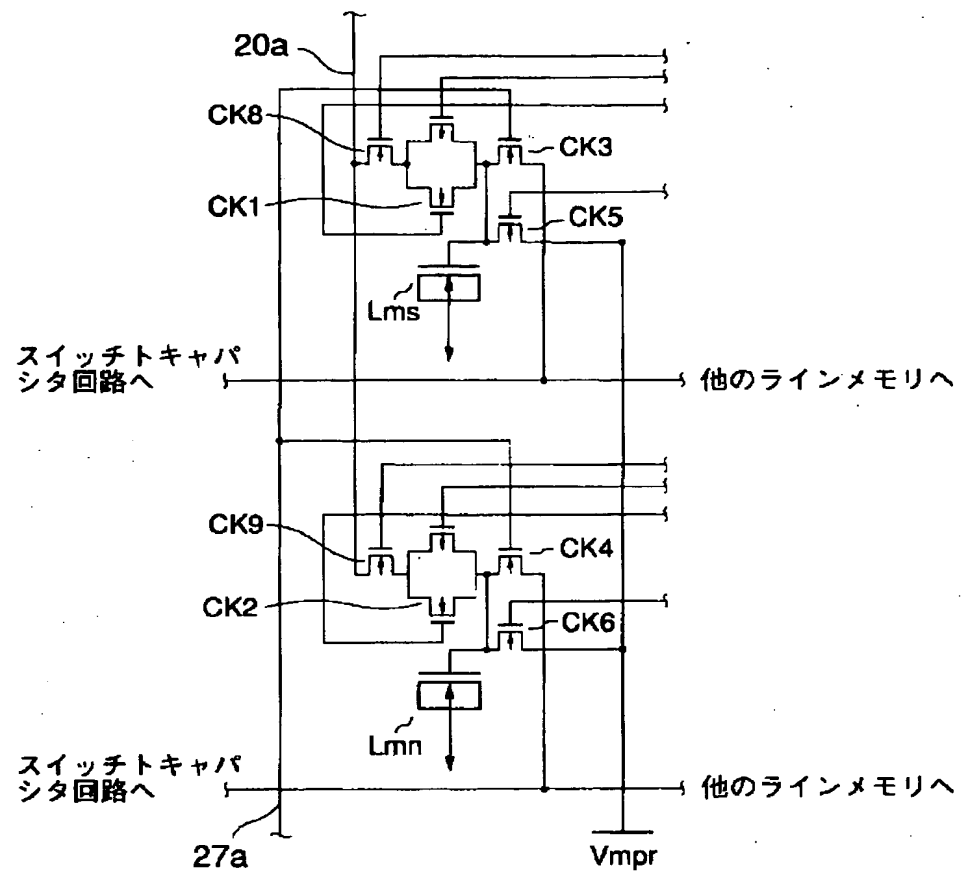 20a
CK8
CK3
CK1
CK5
Lms
スイッチトキャパ
シタ回路へ
他のラインメモリへ
CK9
CK4
CK2
CK6
Lmn
スイッチトキャパ
シタ回路へ
他のラインメモリへ
27a
Vmpr